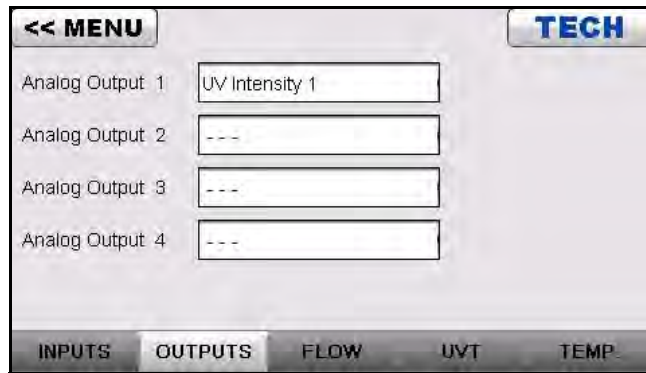 << MENU TECH
Analog Output 1 UV Intensity 1
Analog Output 2 - - -
Analog Output 3 - - -
Analog Output 4 - - -
INPUTS OUTPUTS FLOW UVT TEMP